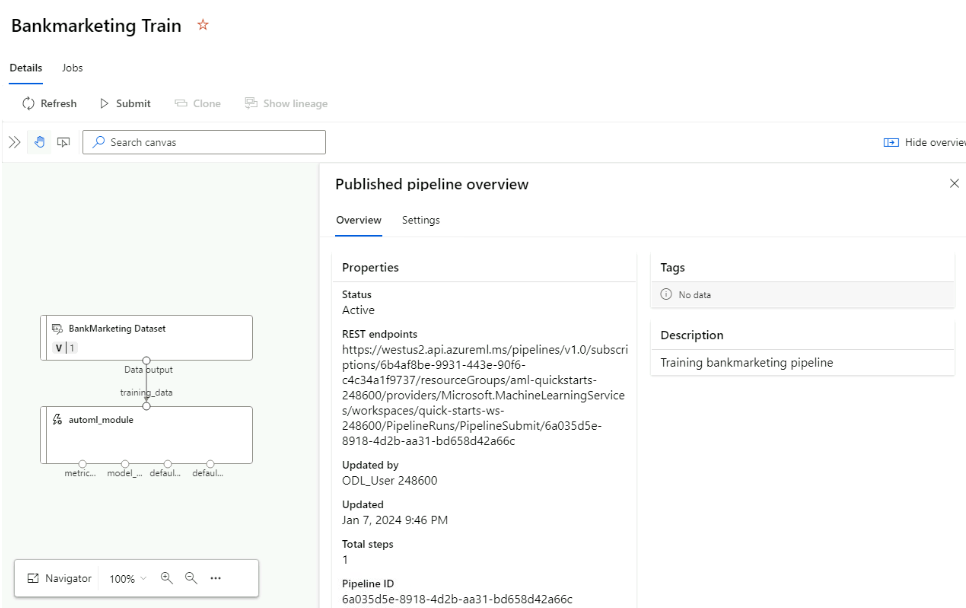 Bankmarketing Train
Details Jobs
Refresh Submit Clone Show lineage
Search canvas
Hide overview
BankMarketing Dataset
V 1
Data output
training_data
automl_module
metric... model_... defaul... defaul...
Navigator 100%
Published pipeline overview
Overview Settings
Properties
Status
Active
REST endpoints
https://westus2.api.azureml.ms/pipelines/v1.0/subscri
ptions/6b4af8be-9931-443e-90f6-
c4c34a1f9737/resourceGroups/aml-quickstarts-
248600/providers/Microsoft.MachineLearningService
s/workspaces/quick-starts-ws-
248600/PipelineRuns/PipelineSubmit/6a035d5e-
8918-4d2b-aa31-bd658d42a66c
Updated by
ODL_User 248600
Updated
Jan 7, 2024 9:46 PM
Total steps
1
Pipeline ID
6a035d5e-8918-4d2b-aa31-bd658d42a66c
Tags
No data
Description
Training bankmarketing pipeline